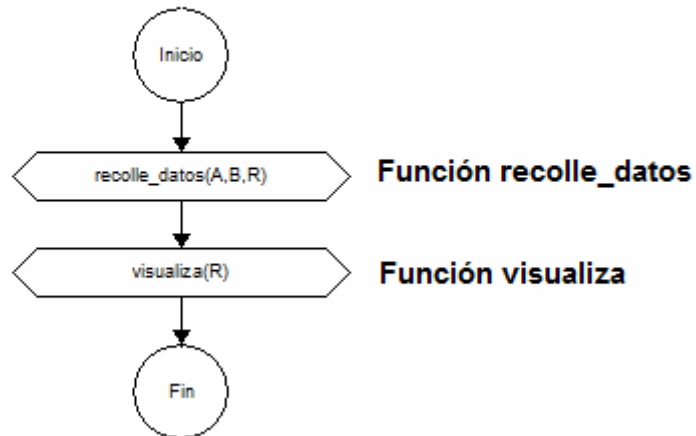 Inicio
recolle_datos(A,B,R)
Función recolle_datos
visualiza(R)
Función visualiza
Fin